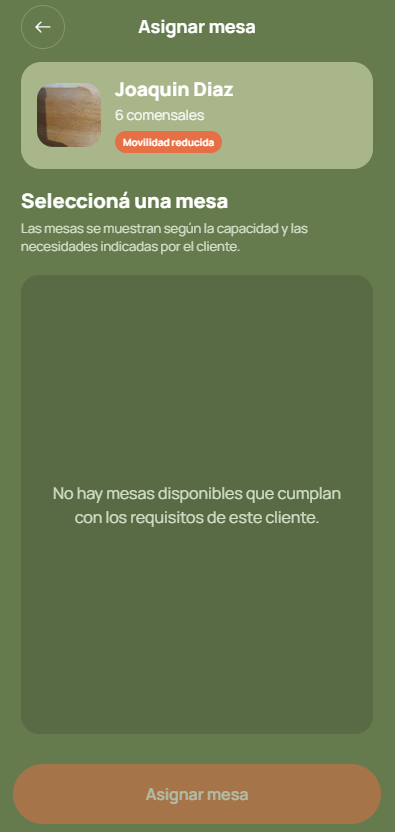 Asignar mesa
Joaquin Diaz
6 comensales
Movilidad reducida
Seleccioná una mesa
Las mesas se muestran según la capacidad y las
necesidades indicadas por el cliente.
No hay mesas disponibles que cumplan
con los requisitos de este cliente.
Asignar mesa